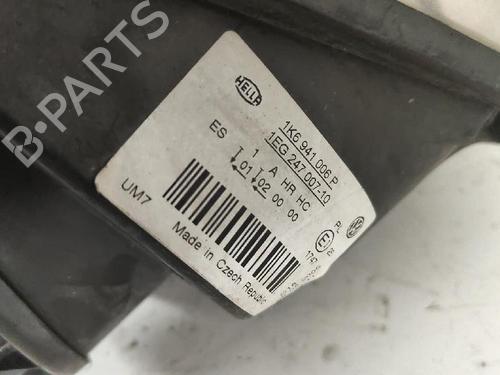 HELLA
1K6 941 006 P
1EG 247 007-10
ES 1 A HR HC
01 02 00 00
UM7
Made in Czech Republic
B-PARTS